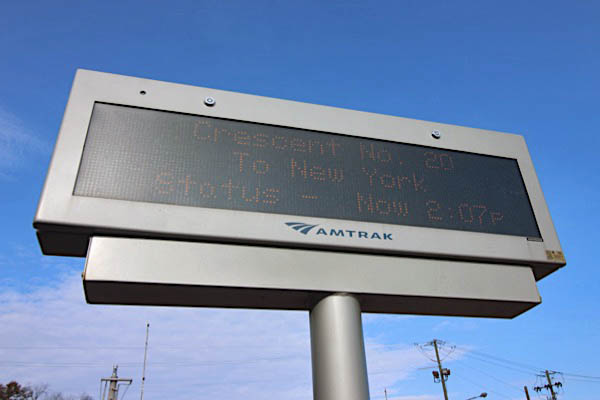 Crescent No. 20
To New York
Status - Now 2:07p
AMTRAK